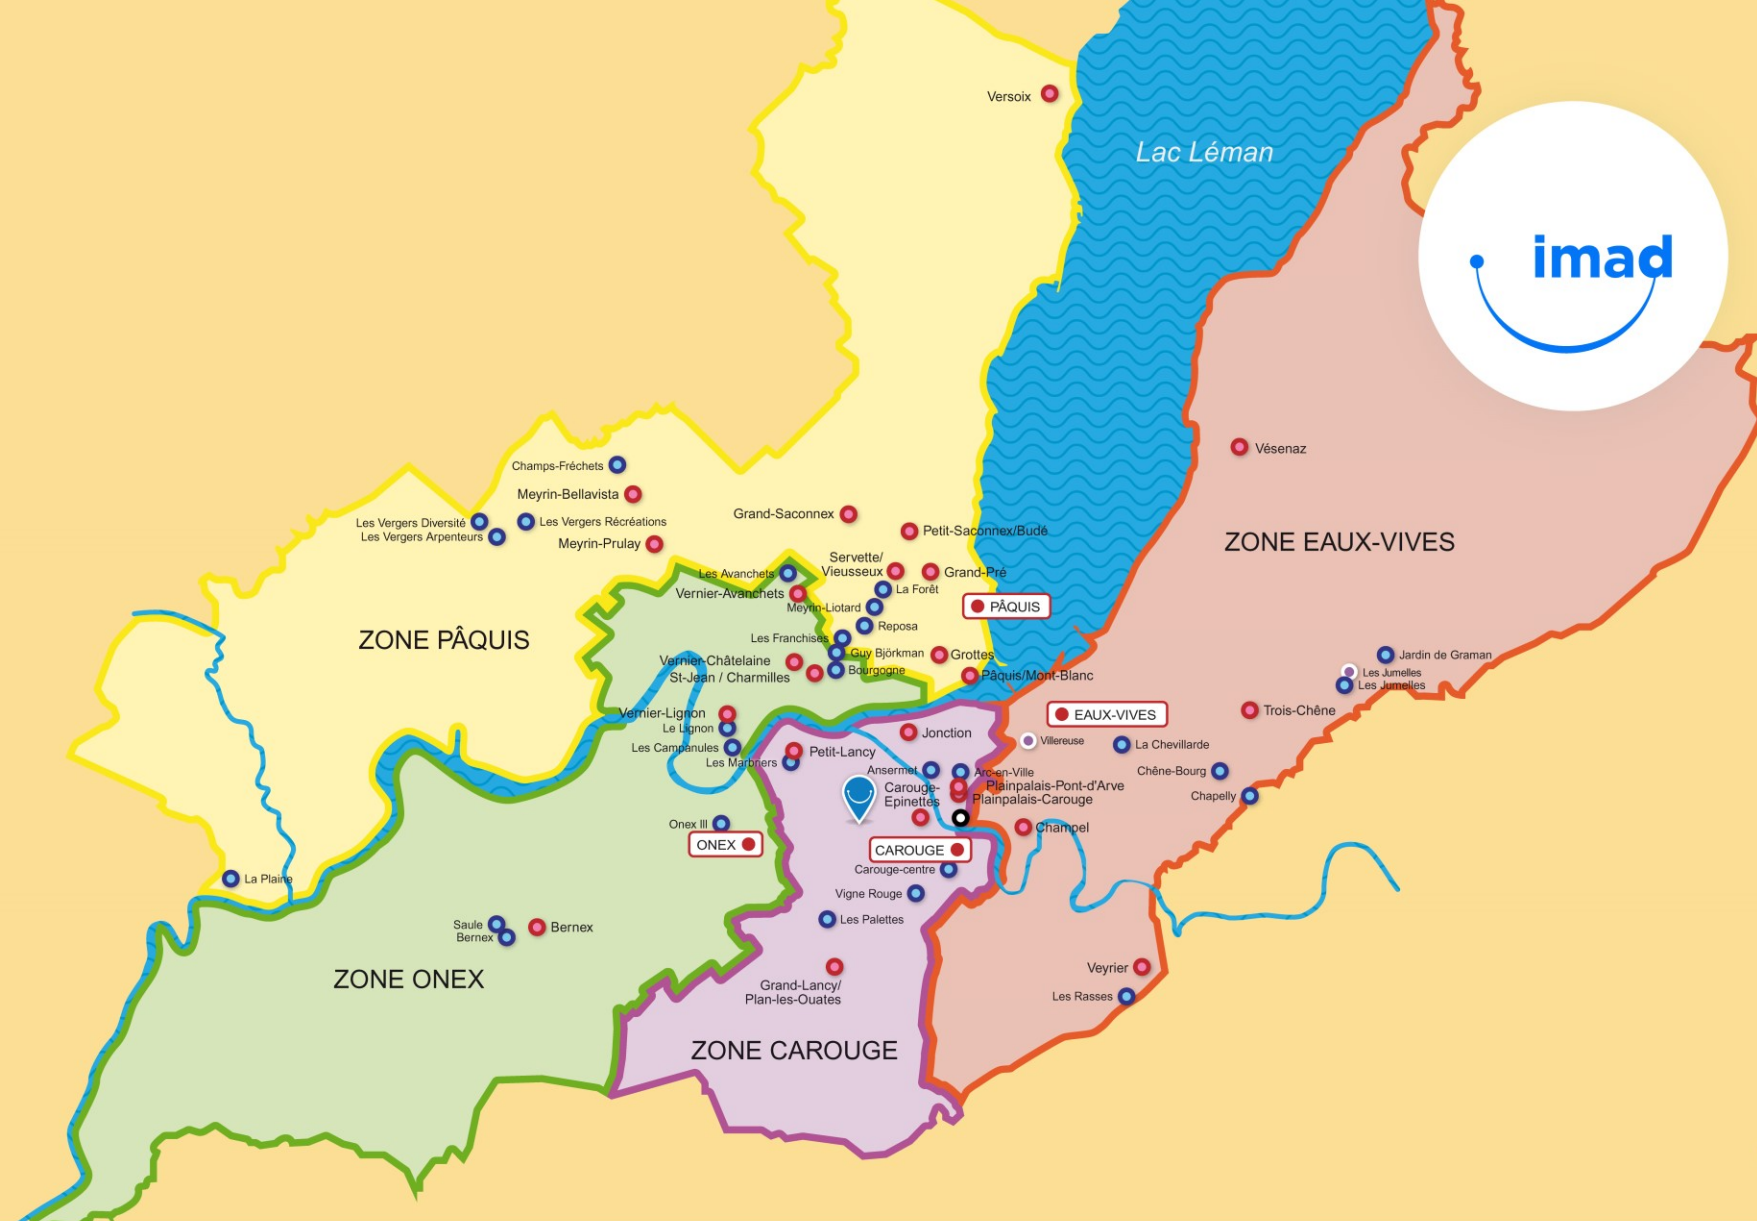 Versoix
Lac Léman
imad
Vésenaz
Champs-Fréchets
Meyrin-Bellavista
Les Vergers Diversité
Les Vergers Récréations
Les Vergers Arpenteurs
Meyrin-Prulay
Grand-Saconnex
Petit-Saconnex/Budé
ZONE EAUX-VIVES
Servette/
Vieusseux
Grand-Pré
Les Avanchets
La Forêt
Vernier-Avanchets
Meyrin-Liotard
PÂQUIS
Reposa
ZONE PÂQUIS
Les Franchises
Guy Björkman
Grottes
Jardin de Graman
Vernier-Châtelaine
Bourgogne
St-Jean / Charmilles
Pâquis/Mont-Blanc
Les Jumelles
Les Jumelles
Vernier-Lignon
EAUX-VIVES
Trois-Chêne
Le Lignon
Jonction
Villereuse
Les Campanules
La Chevillarde
Petit-Lancy
Les Marbriers
Ansermet
Arc-en-Ville
Chêne-Bourg
Carouge-
Epinettes
Plainpalais-Pont-d'Arve
Plainpalais-Carouge
Chapelly
Onex III
Champel
ONEX
CAROUGE
Carouge-centre
La Plaine
Vigne Rouge
Les Palettes
Saule
Bernex
Bernex
Veyrier
ZONE ONEX
Grand-Lancy/
Plan-les-Ouates
Les Rasses
ZONE CAROUGE